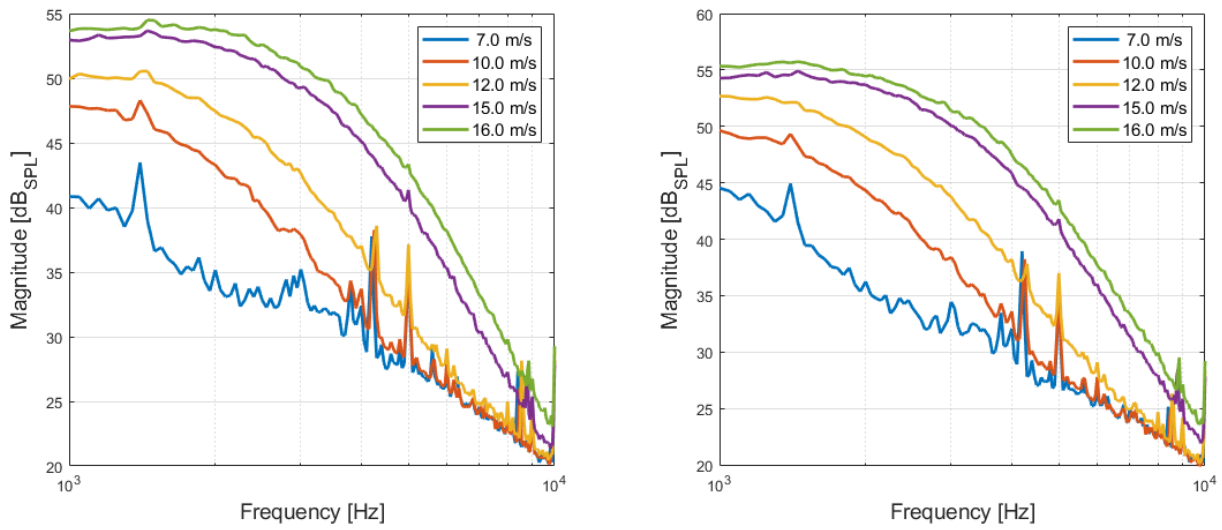 55
50
45
40
35
30
25
20
Magnitude [dB_SPL]
7.0 m/s
10.0 m/s
12.0 m/s
15.0 m/s
16.0 m/s
10^3
10^4
Frequency [Hz]
60
55
50
45
40
35
30
25
20
Magnitude [dB_SPL]
7.0 m/s
10.0 m/s
12.0 m/s
15.0 m/s
16.0 m/s
10^3
10^4
Frequency [Hz]